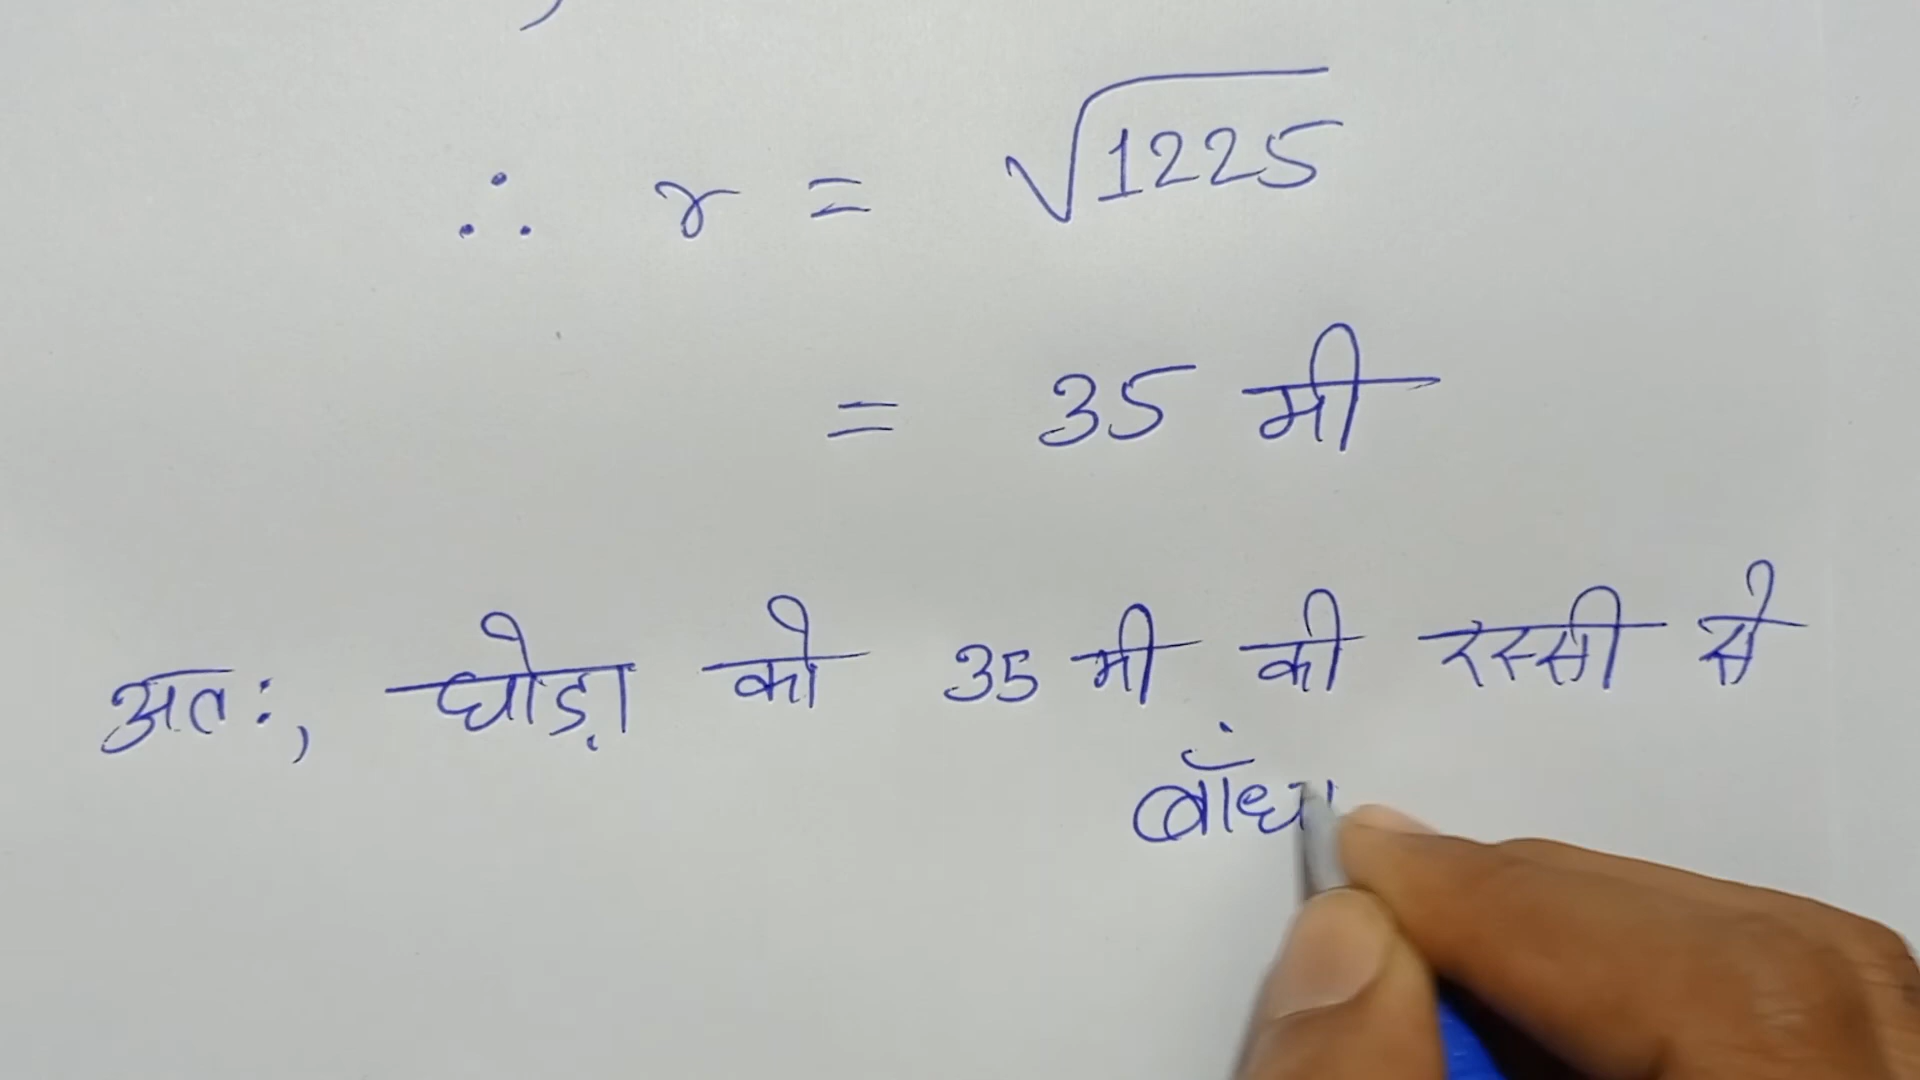 ∴ r = √1225
= 35 मी
अतः, घोड़ा को 35 मी की रस्सी से